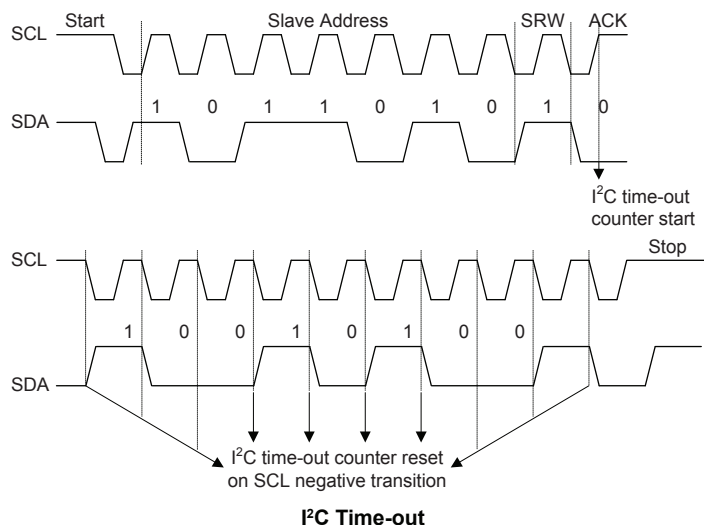 Start Slave Address SRW ACK
SCL
1 0 1 1 0 1 0 1 0
SDA
I²C time-out
counter start
Stop
SCL
1 0 0 1 0 1 0 0
SDA
I²C time-out counter reset
on SCL negative transition
I²C Time-out